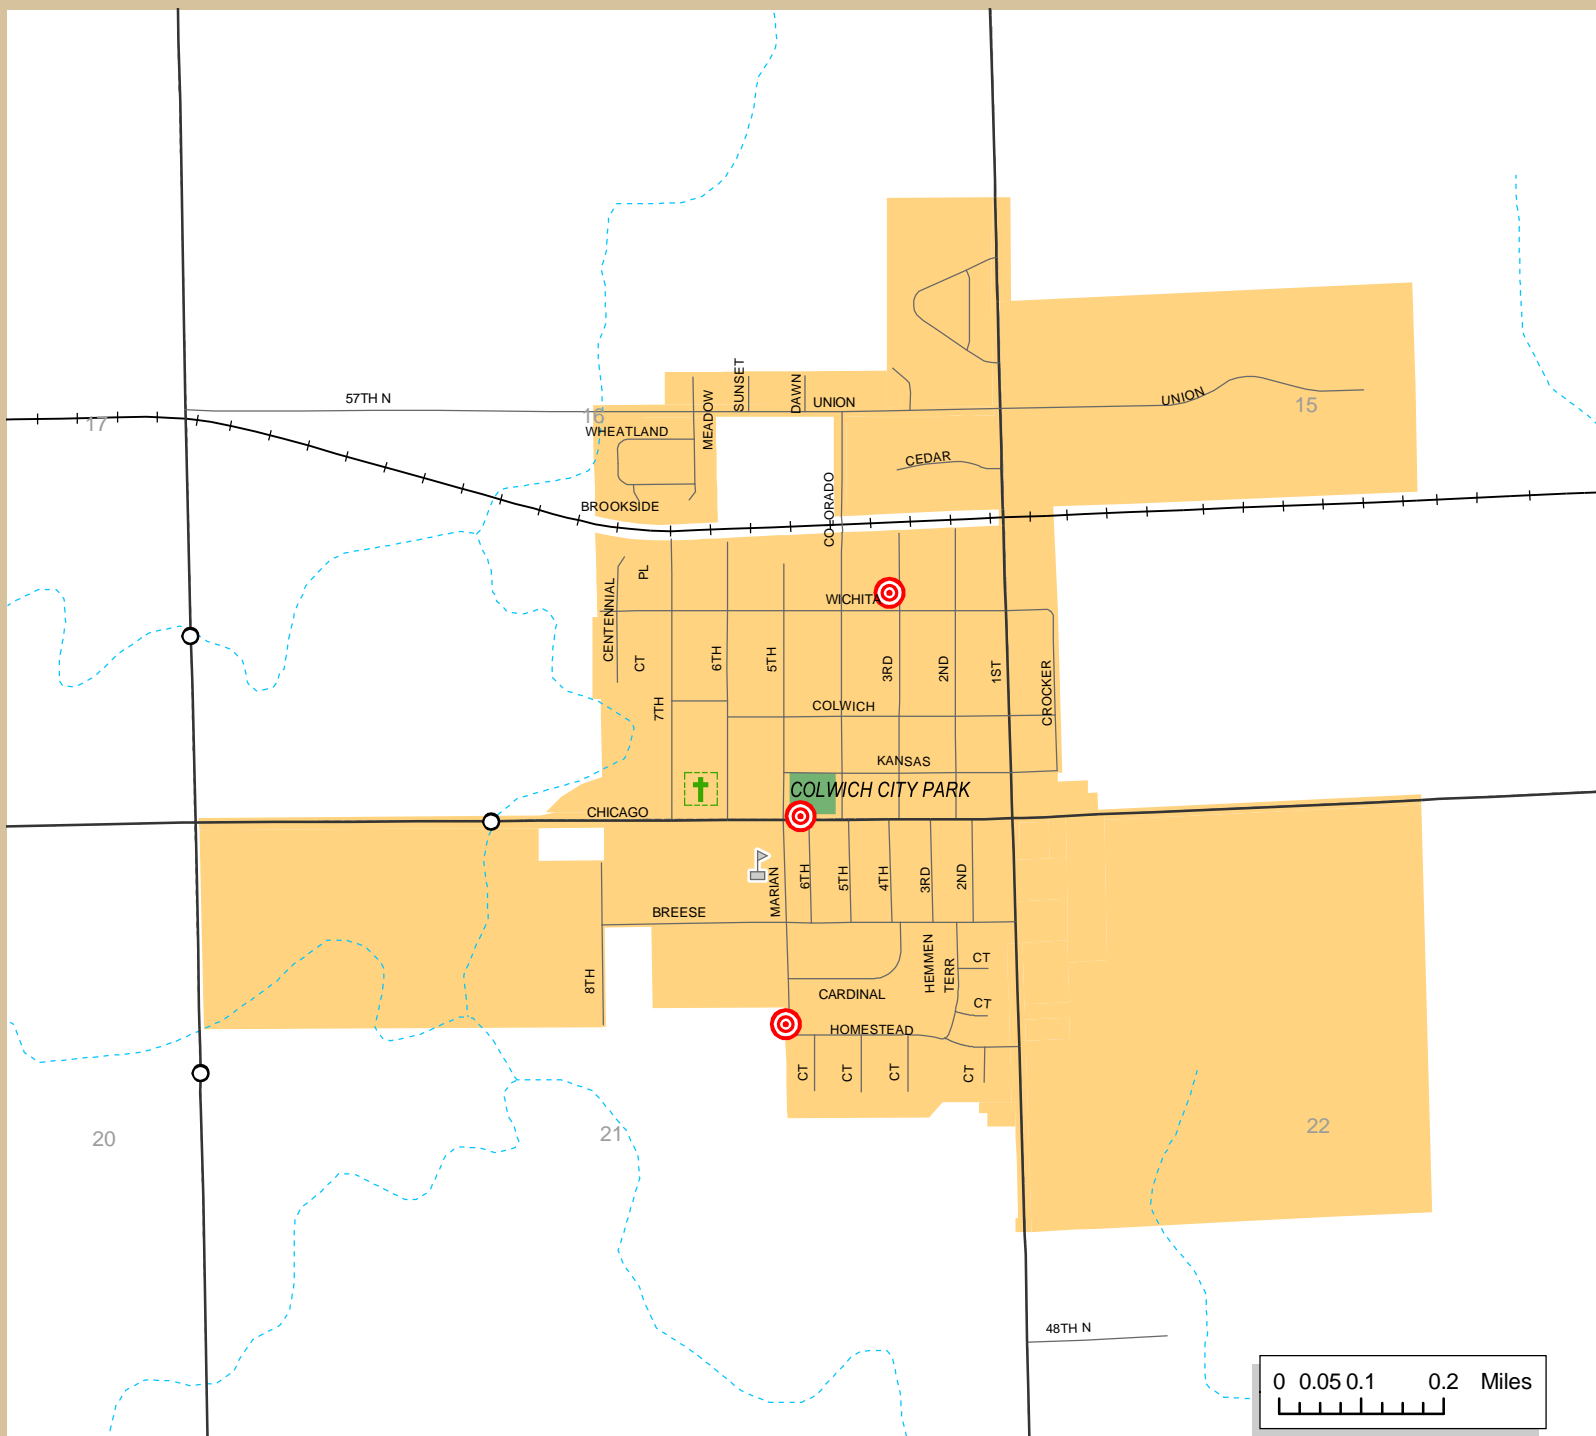 SUNSET
DAWN
57TH N
UNION
UNION
MEADOW
17
16
15
WHEATLAND
CEDAR
BROOKSIDE
COLORADO
PL
CENTENNIAL
WICHITA
CT
6TH
5TH
3RD
2ND
1ST
CROCKER
7TH
COLWICH
KANSAS
COLWICH CITY PARK
CHICAGO
MARIAN
6TH
5TH
4TH
3RD
2ND
BREESE
8TH
HEMMEN
TERR
CT
CARDINAL
CT
HOMESTEAD
CT
CT
CT
CT
20
21
22
48TH N
0 0.05 0.1 0.2 Miles